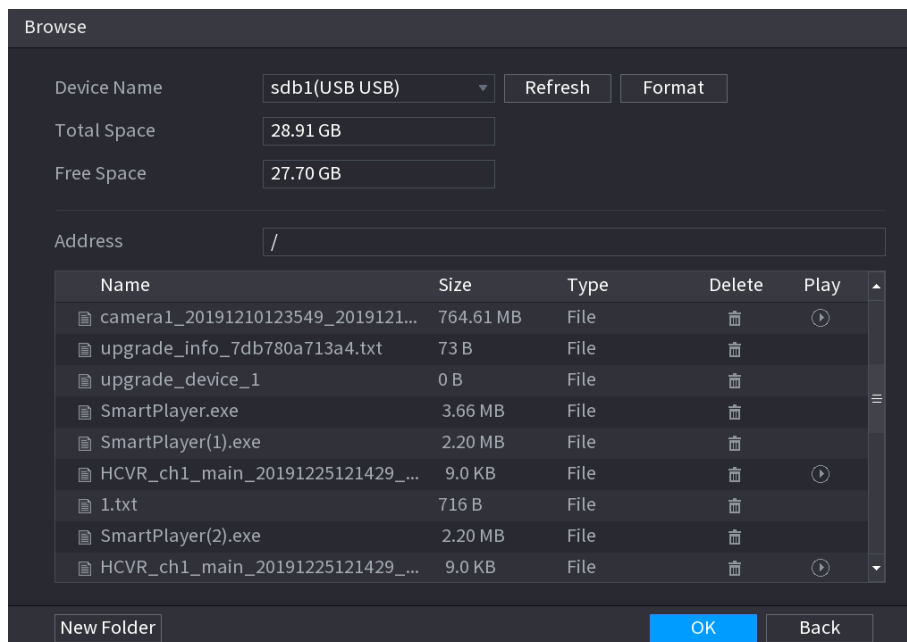 Browse
Device Name sdb1(USB USB) Refresh Format
Total Space 28.91 GB
Free Space 27.70 GB
Address /
Name Size Type Delete Play
camera1_20191210123549_2019121... 764.61 MB File
upgrade_info_7db780a713a4.txt 73 B File
upgrade_device_1 0 B File
SmartPlayer.exe 3.66 MB File
SmartPlayer(1).exe 2.20 MB File
HCVR_ch1_main_20191225121429_... 9.0 KB File
1.txt 716 B File
SmartPlayer(2).exe 2.20 MB File
HCVR_ch1_main_20191225121429_... 9.0 KB File
New Folder OK Back